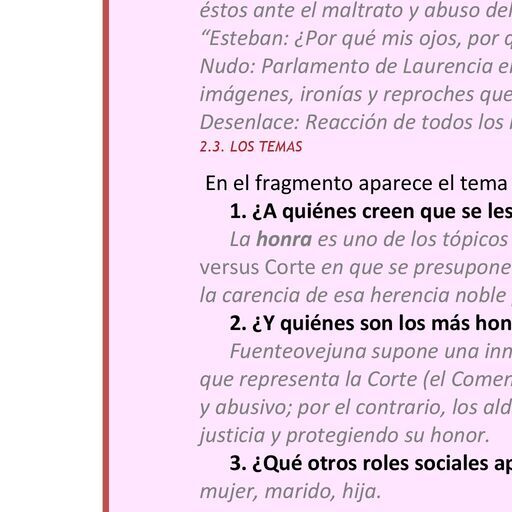 éstos ante el maltrato y abuso del
“Esteban: ¿Por qué mis ojos, por q
Nudo: Parlamento de Laurencia e
imágenes, ironías y reproches que
Desenlace: Reacción de todos los
2.3. LOS TEMAS
En el fragmento aparece el tema
1. ¿A quiénes creen que se les
La honra es uno de los tópicos
versus Corte en que se presupone
la carencia de esa herencia noble
2. ¿Y quiénes son los más hon
Fuenteovejuna supone una inn
que representa la Corte (el Comen
y abusivo; por el contrario, los ald
justicia y protegiendo su honor.
3. ¿Qué otros roles sociales ap
mujer, marido, hija.